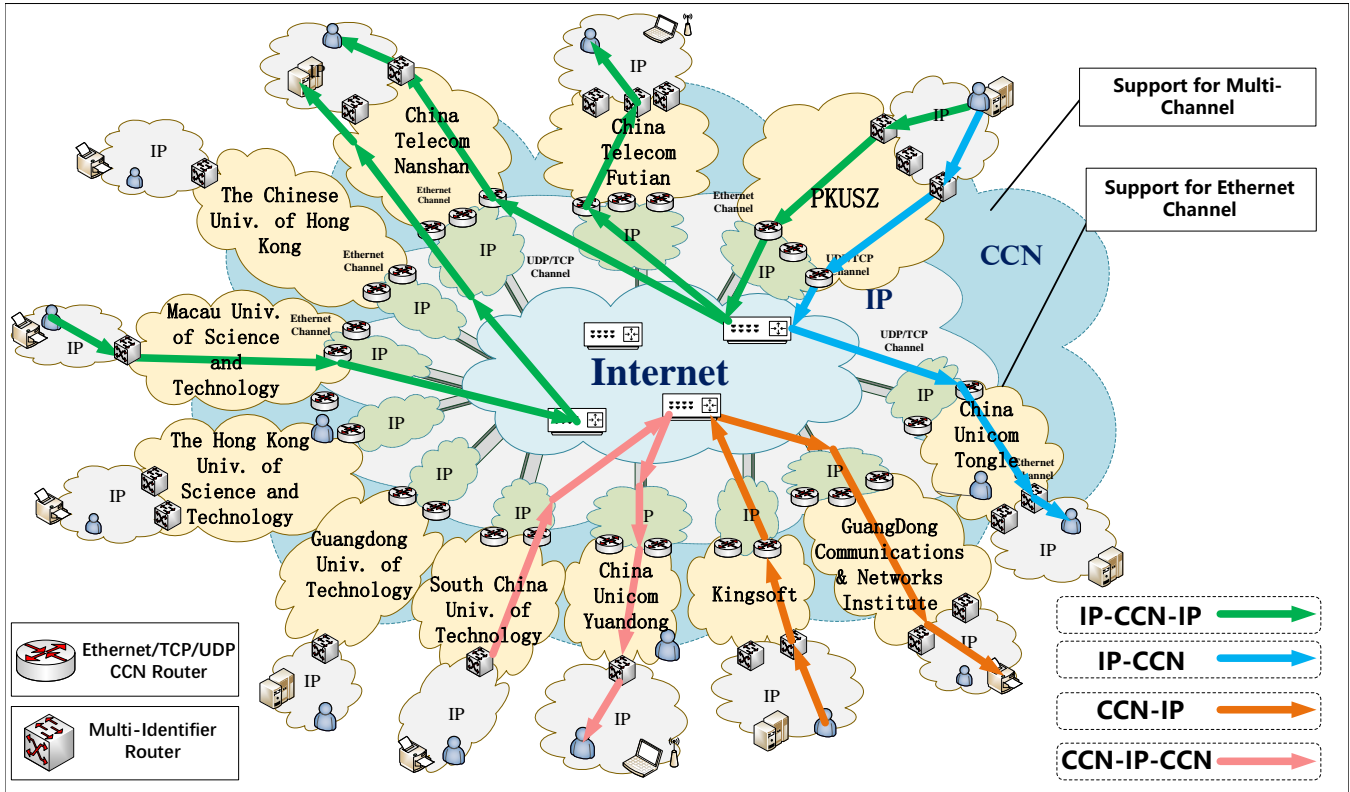 IP
China
Telecom
Nanshan
IP
China
Telecom
Futian
IP
PKUSZ
Support for Multi-
Channel
Support for Ethernet
Channel
CCN
IP
The Chinese
Univ. of Hong
Kong
Ethernet
Channel
IP
UDP/TCP
Channel
IP
Ethernet
Channel
IP
UDP/TCP
Channel
IP
Ethernet
Channel
IP
IP
Macau Univ.
of Science
and
Technology
Ethernet
Channel
IP
Internet
UDP/TCP
Channel
IP
China
Unicom
Tongle
Ethernet
Channel
IP
IP
The Hong Kong
Univ. of
Science and
Technology
IP
IP
Guangdong
Univ. of
Technology
IP
IP
South China
Univ. of
Technology
IP
IP
China
Unicom
Yuandong
IP
IP
Kingsoft
IP
IP
GuangDong
Communications
& Networks
Institute
IP
Ethernet/TCP/UDP
CCN Router
Multi-Identifier
Router
IP-CCN-IP
IP-CCN
CCN-IP
CCN-IP-CCN